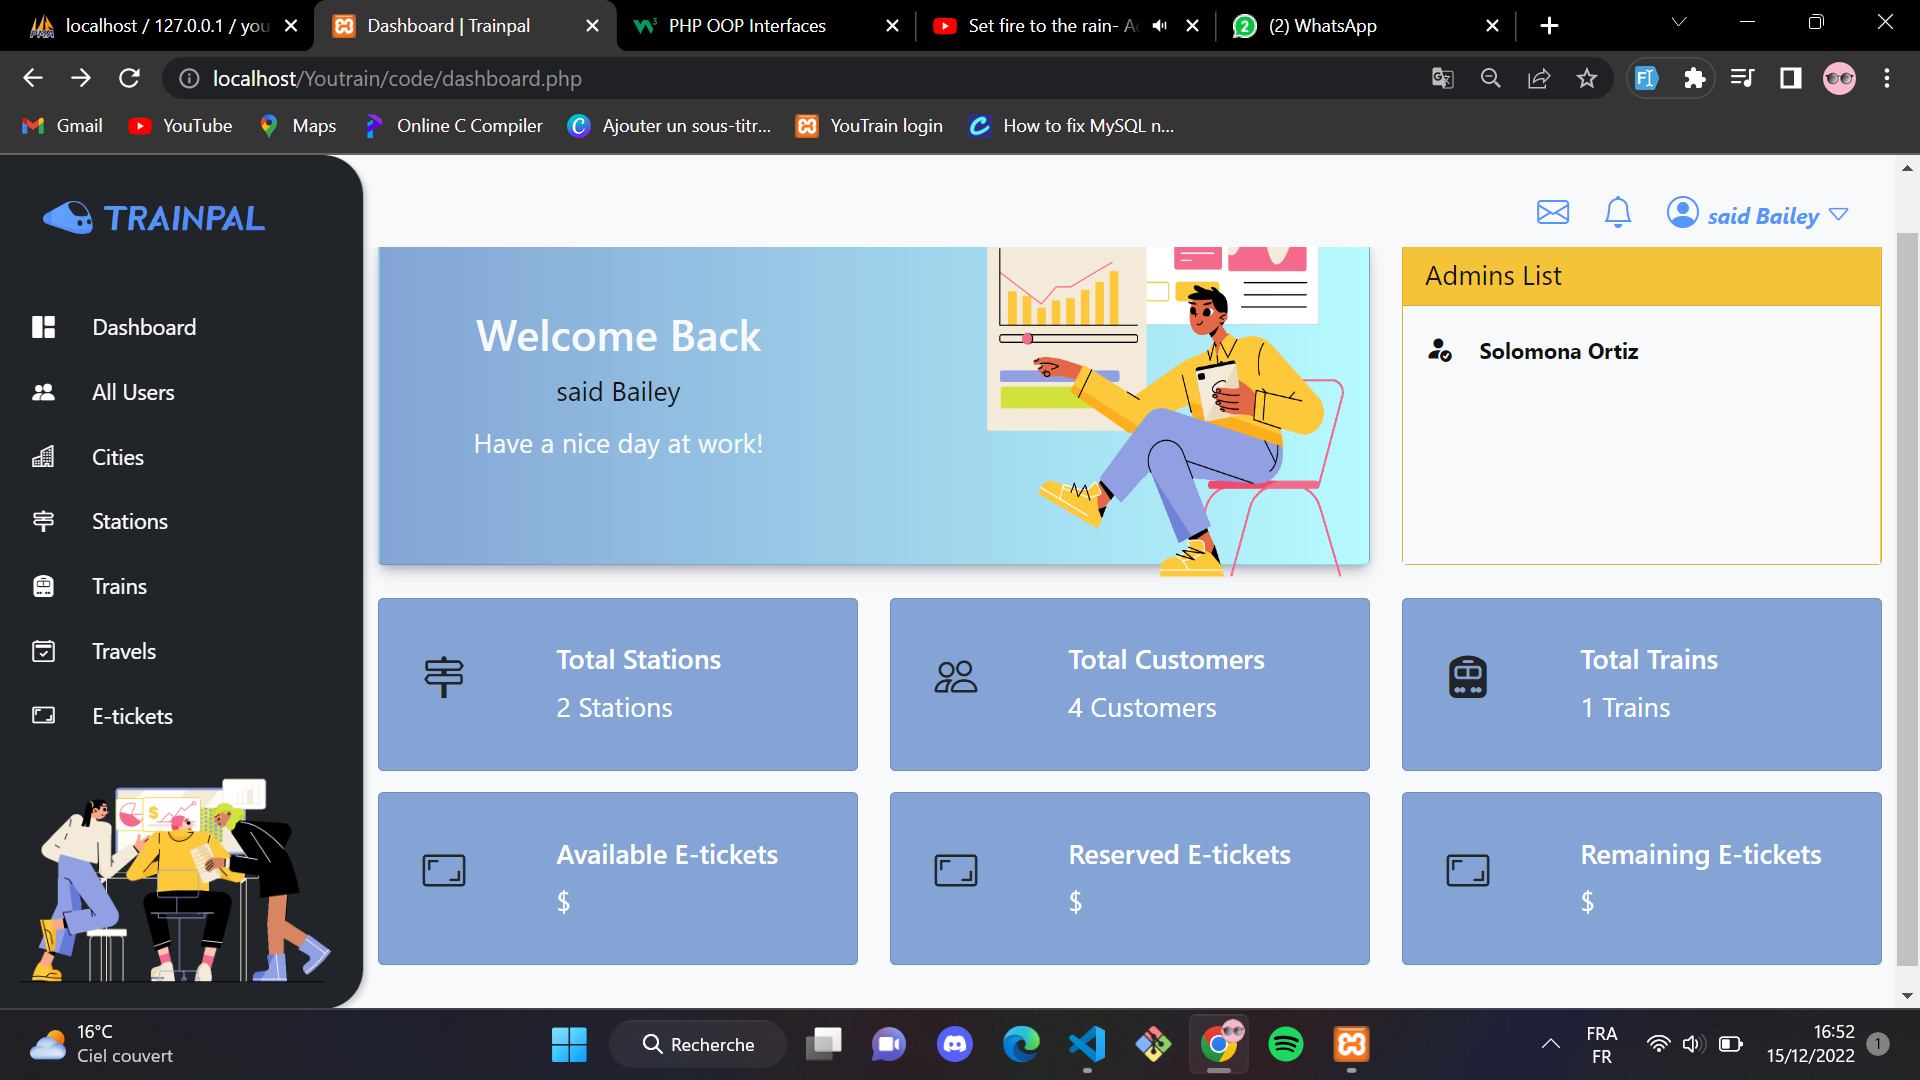 localhost / 127.0.0.1 / you
Dashboard | Trainpal
PHP OOP Interfaces
Set fire to the rain-
(2) WhatsApp
localhost/Youtrain/code/dashboard.php
Gmail
YouTube
Maps
Online C Compiler
Ajouter un sous-titr...
YouTrain login
How to fix MySQL n...
TRAINPAL
said Bailey
Dashboard
All Users
Cities
Stations
Trains
Travels
E-tickets
Welcome Back
said Bailey
Have a nice day at work!
Admins List
Solomona Ortiz
Total Stations
2 Stations
Total Customers
4 Customers
Total Trains
1 Trains
Available E-tickets
$
Reserved E-tickets
$
Remaining E-tickets
$
16°C
Ciel couvert
Recherche
FRA
FR
16:52
15/12/2022
1